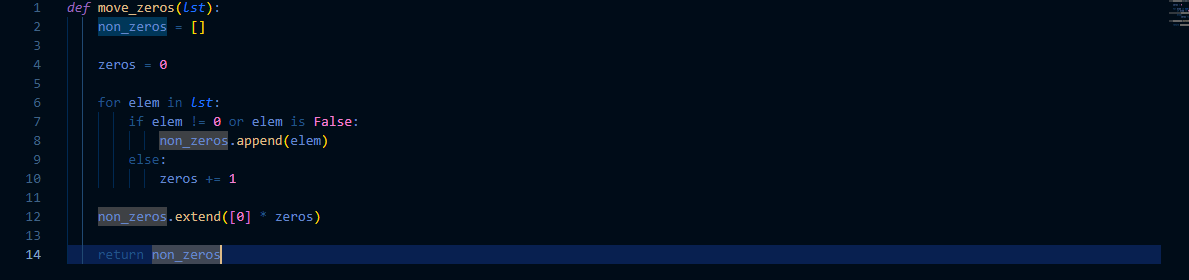 1 def move_zeros(lst):
2     non_zeros = []
3
4     zeros = 0
5
6     for elem in lst:
7         if elem != 0 or elem is False:
8             non_zeros.append(elem)
9         else:
10             zeros += 1
11
12     non_zeros.extend([0] * zeros)
13
14     return non_zeros